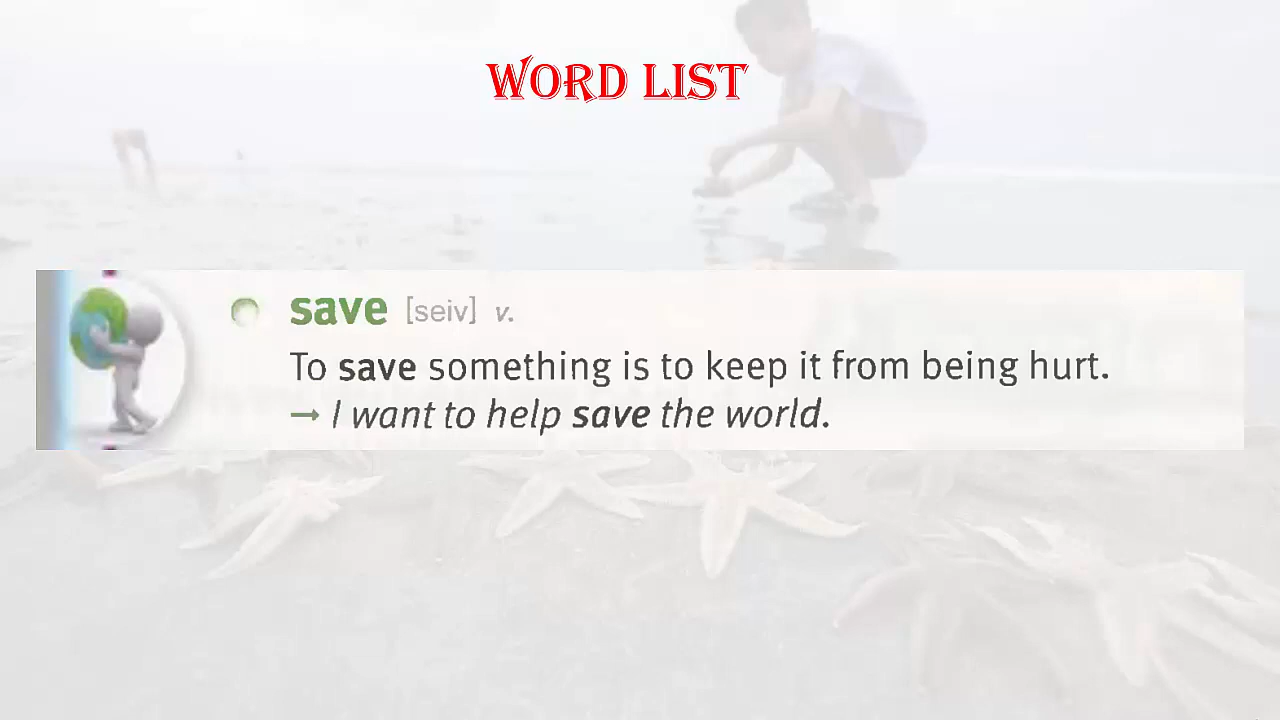 WORD LIST
save [seiv] v.
To save something is to keep it from being hurt.
→ I want to help save the world.